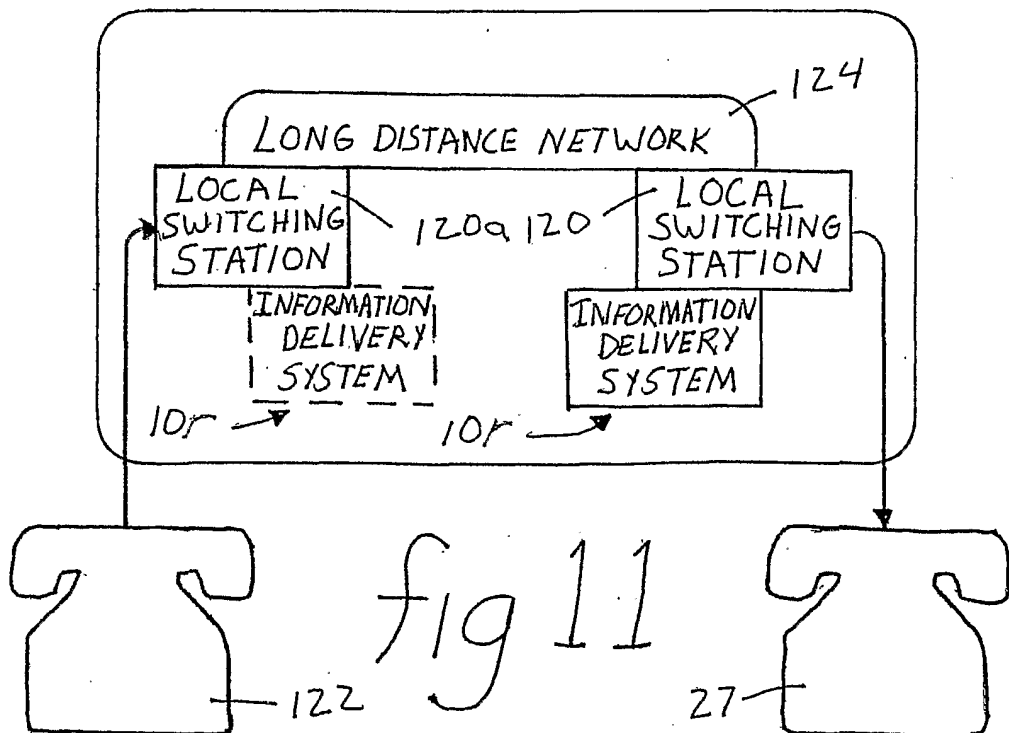 124
LONG DISTANCE NETWORK
LOCAL
SWITCHING
STATION
120a 120
LOCAL
SWITCHING
STATION
INFORMATION
DELIVERY
SYSTEM
INFORMATION
DELIVERY
SYSTEM
10r
10r
fig 11
122
27